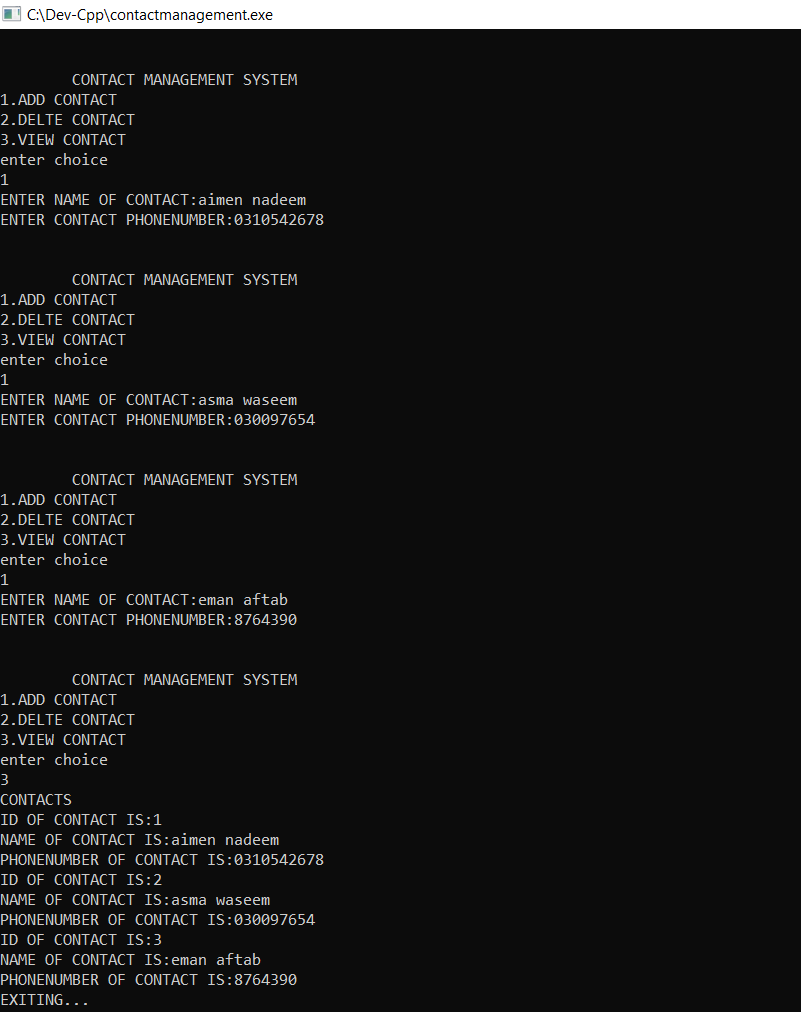 C:\Dev-Cpp\contactmanagement.exe
CONTACT MANAGEMENT SYSTEM
1.ADD CONTACT
2.DELTE CONTACT
3.VIEW CONTACT
enter choice
1
ENTER NAME OF CONTACT:aimen nadeem
ENTER CONTACT PHONENUMBER:0310542678
CONTACT MANAGEMENT SYSTEM
1.ADD CONTACT
2.DELTE CONTACT
3.VIEW CONTACT
enter choice
1
ENTER NAME OF CONTACT:asma waseem
ENTER CONTACT PHONENUMBER:030097654
CONTACT MANAGEMENT SYSTEM
1.ADD CONTACT
2.DELTE CONTACT
3.VIEW CONTACT
enter choice
1
ENTER NAME OF CONTACT:eman aftab
ENTER CONTACT PHONENUMBER:8764390
CONTACT MANAGEMENT SYSTEM
1.ADD CONTACT
2.DELTE CONTACT
3.VIEW CONTACT
enter choice
3
CONTACTS
ID OF CONTACT IS:1
NAME OF CONTACT IS:aimen nadeem
PHONENUMBER OF CONTACT IS:0310542678
ID OF CONTACT IS:2
NAME OF CONTACT IS:asma waseem
PHONENUMBER OF CONTACT IS:030097654
ID OF CONTACT IS:3
NAME OF CONTACT IS:eman aftab
PHONENUMBER OF CONTACT IS:8764390
EXITING...